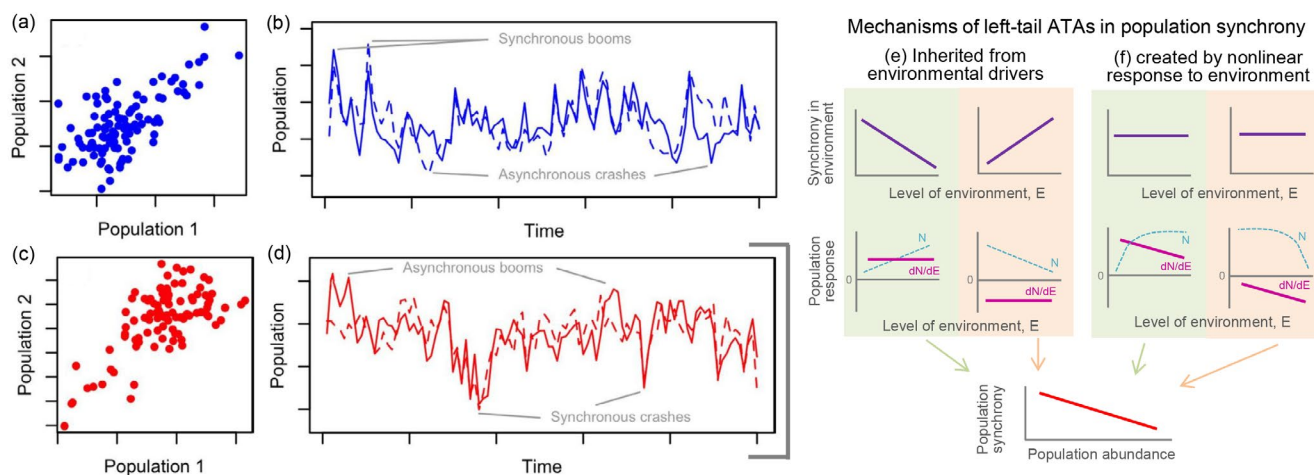 (a)
Population 2
Population 1
(b)
Population
Synchronous booms
Asynchronous crashes
Time
(c)
Population 2
Population 1
(d)
Population
Asynchronous booms
Synchronous crashes
Time
Mechanisms of left-tail ATAs in population synchrony
(e) Inherited from
environmental drivers
(f) created by nonlinear
response to environment
Synchrony in
environment
Level of environment, E
Level of environment, E
Population
response
0
N
dN/dE
0
N
dN/dE
0
N
dN/dE
0
N
dN/dE
Level of environment, E
Level of environment, E
Population
synchrony
Population abundance